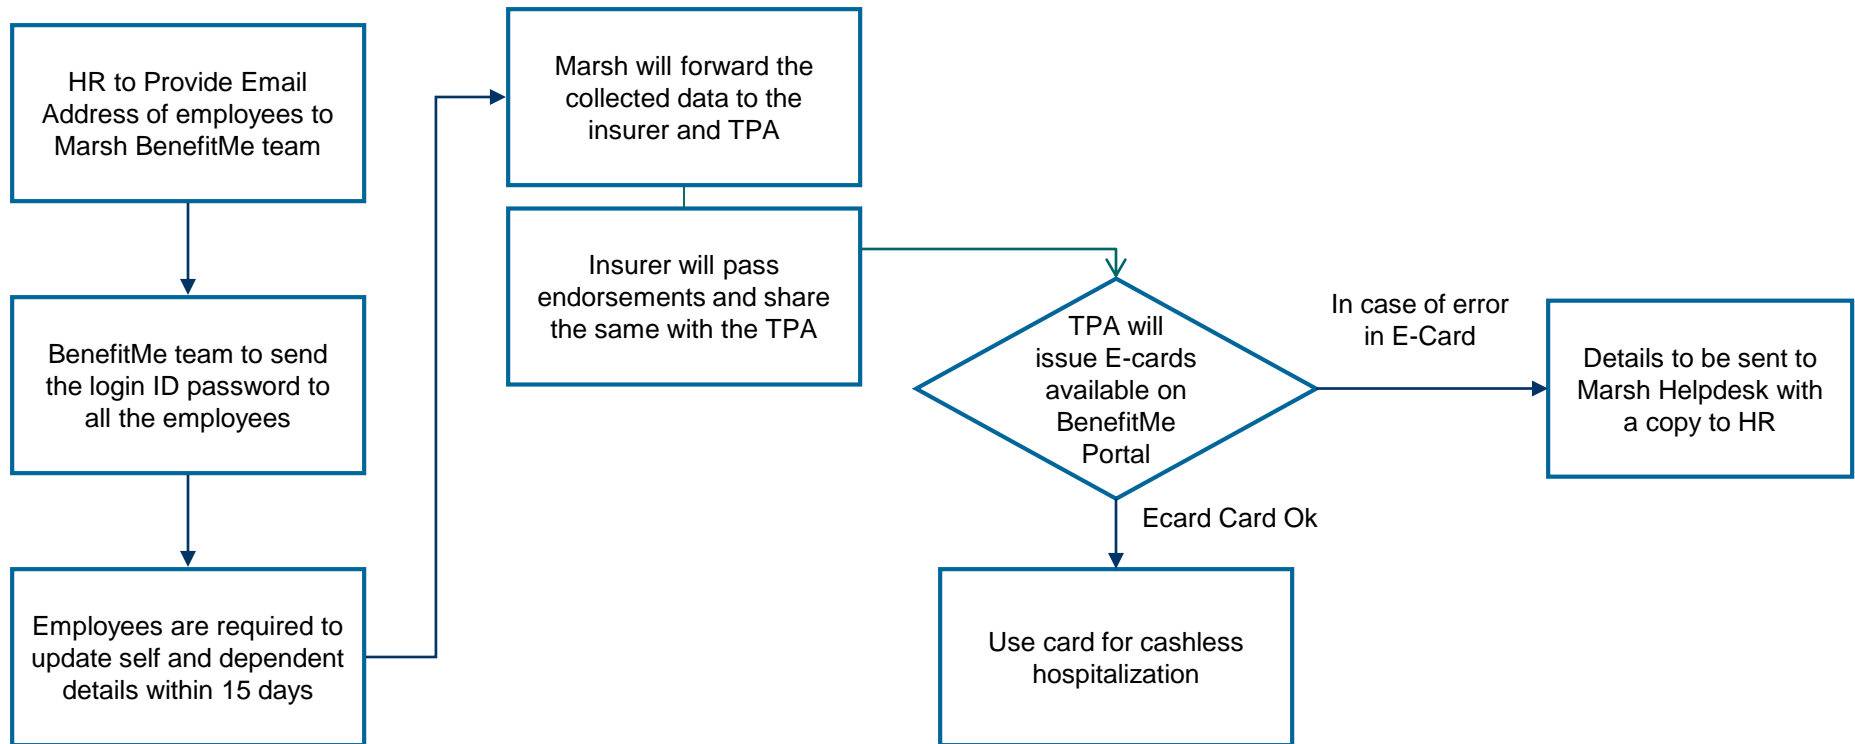 HR to Provide Email
Address of employees to
Marsh BenefitMe team
BenefitMe team to send
the login ID password to
all the employees
Employees are required to
update self and dependent
details within 15 days
Marsh will forward the
collected data to the
insurer and TPA
Insurer will pass
endorsements and share
the same with the TPA
TPA will
issue E-cards
available on
BenefitMe
Portal
In case of error
in E-Card
Details to be sent to
Marsh Helpdesk with
a copy to HR
Ecard Card Ok
Use card for cashless
hospitalization